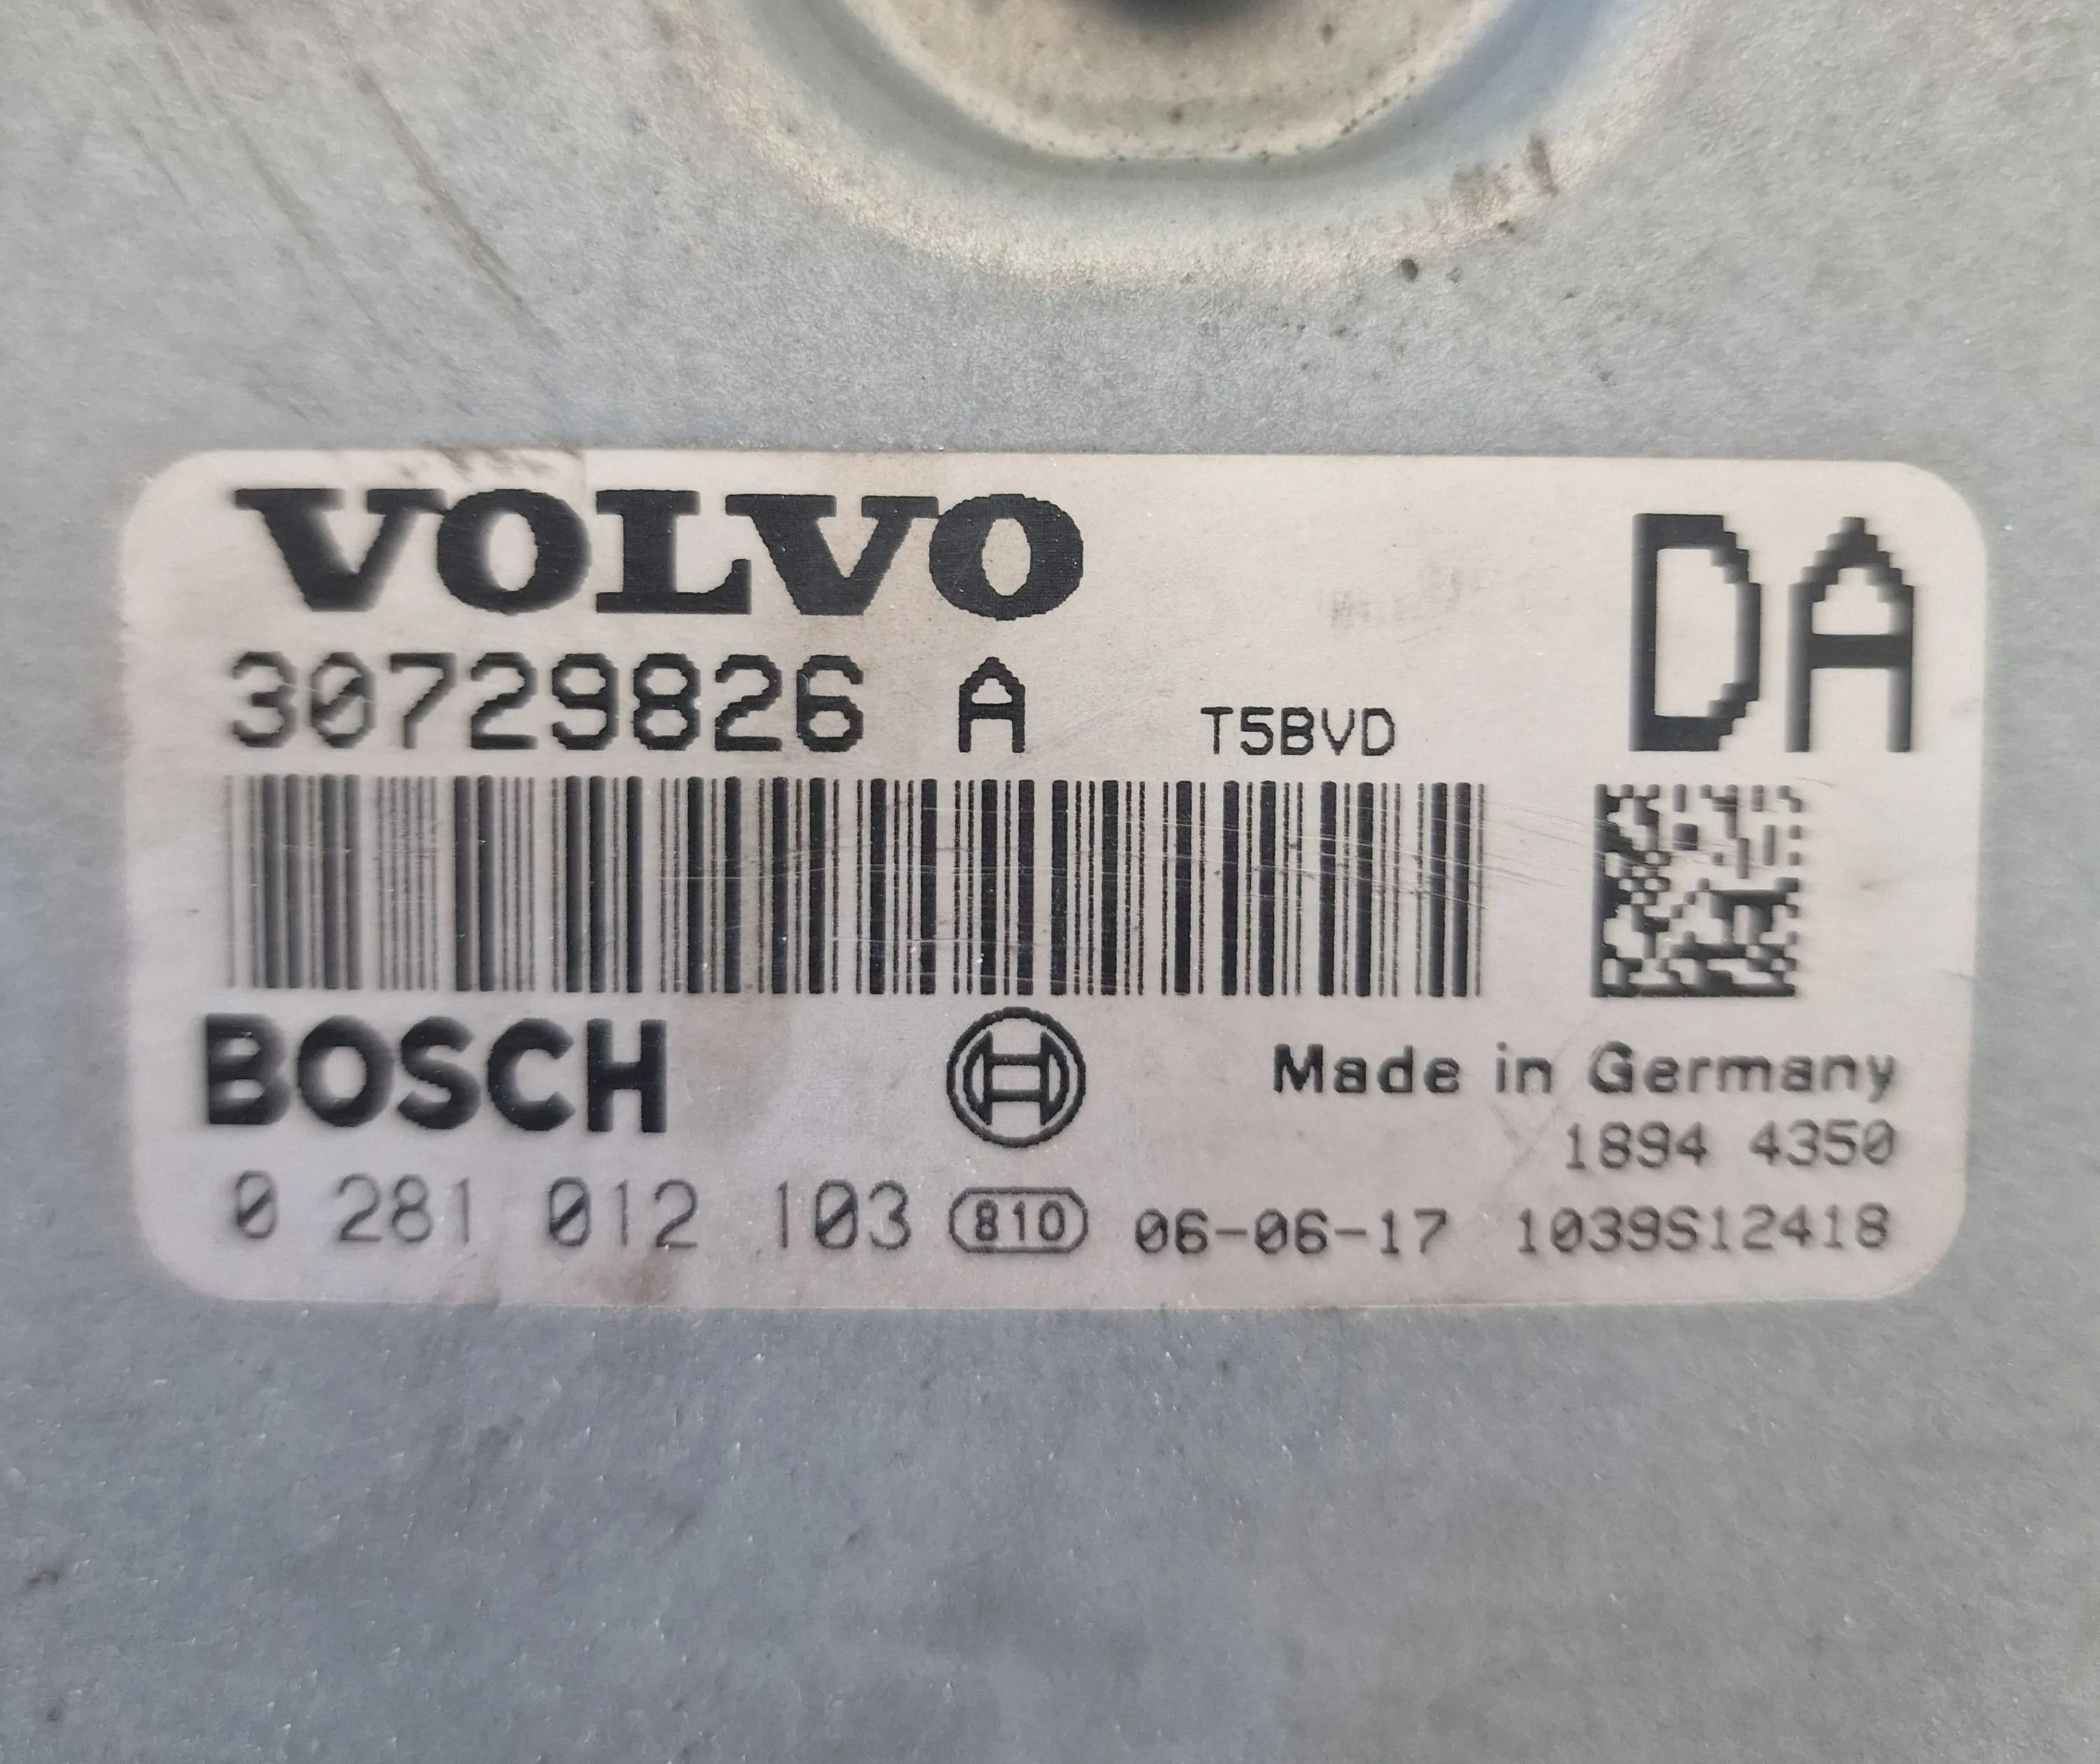 VOLVO
DA
30729826 A T5BVD
BOSCH
Made in Germany
1894 4350
0 281 012 103 810 06-06-17 1039S12418